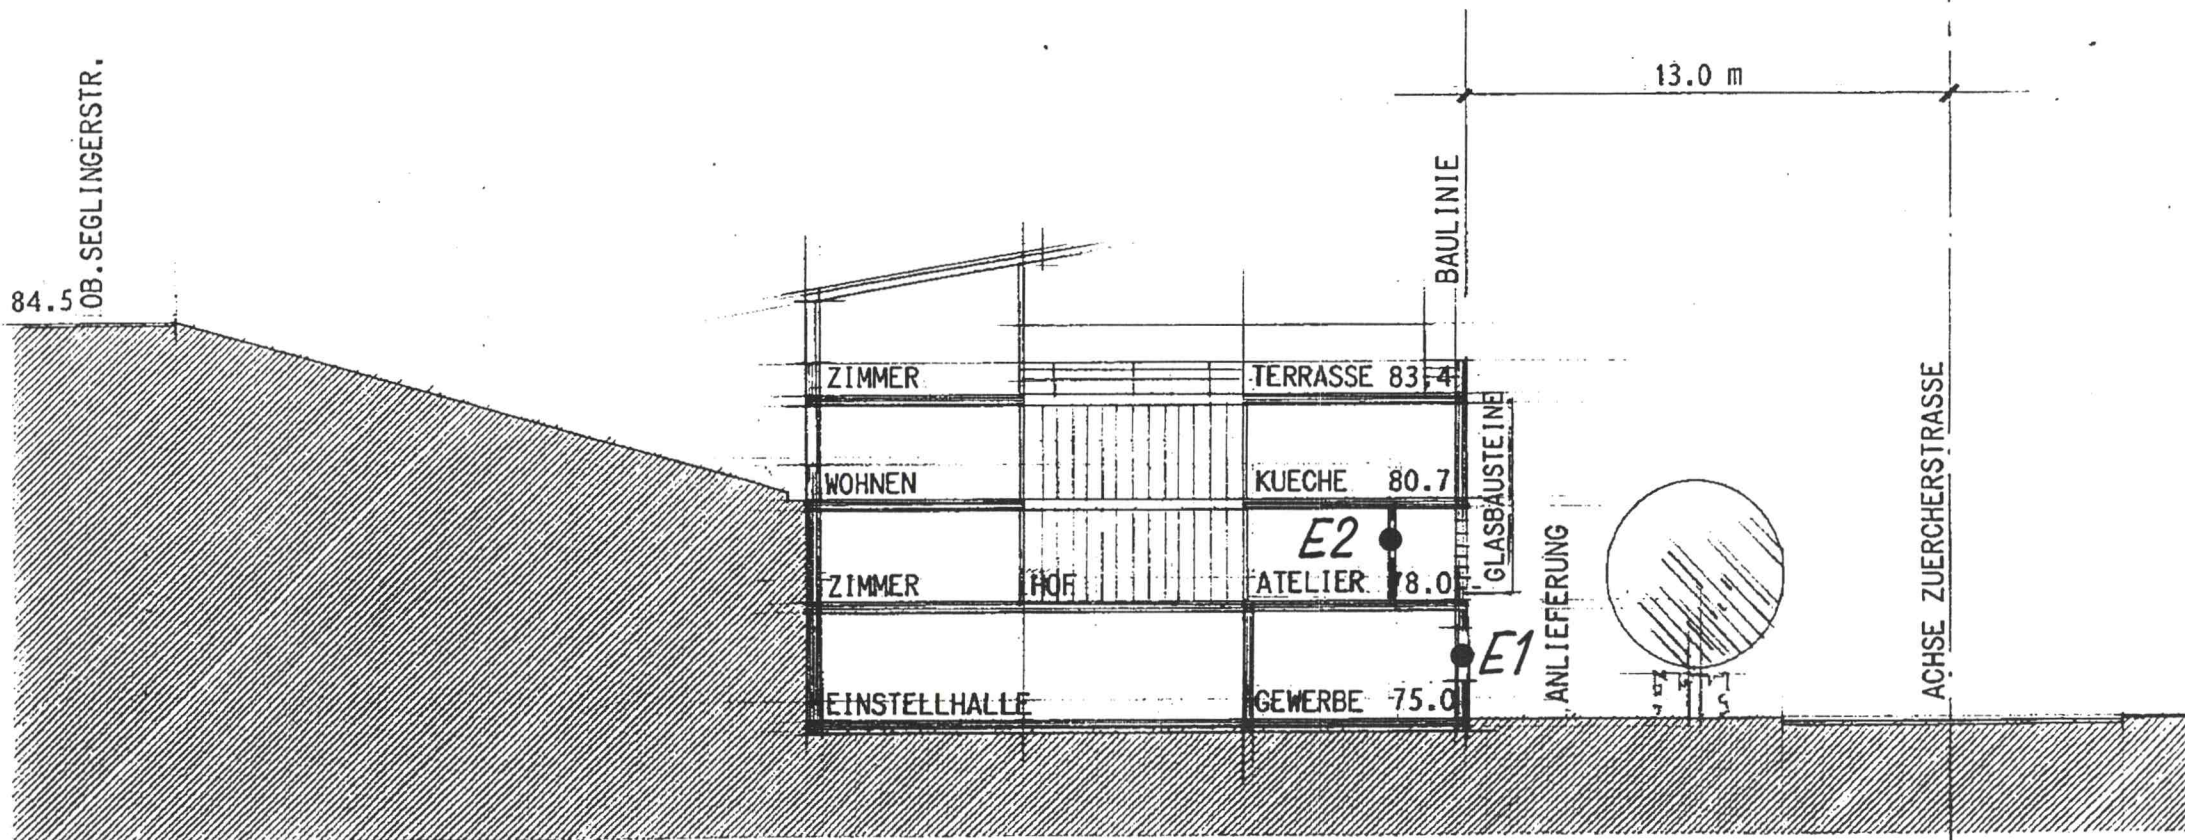 OB.SEGLINGERSTR.
84.5
13.0 m
BAULINIE
ZIMMER
TERRASSE 83.4
GLASBAUSTEINE
WOHNEN
KUECHE 80.7
E2
ZIMMER
HOF
ATELIER 78.0
E1
ANLIEFERUNG
EINSTELLHALLE
GEWERBE 75.0
ACHSE ZUERCHERSTRASSE